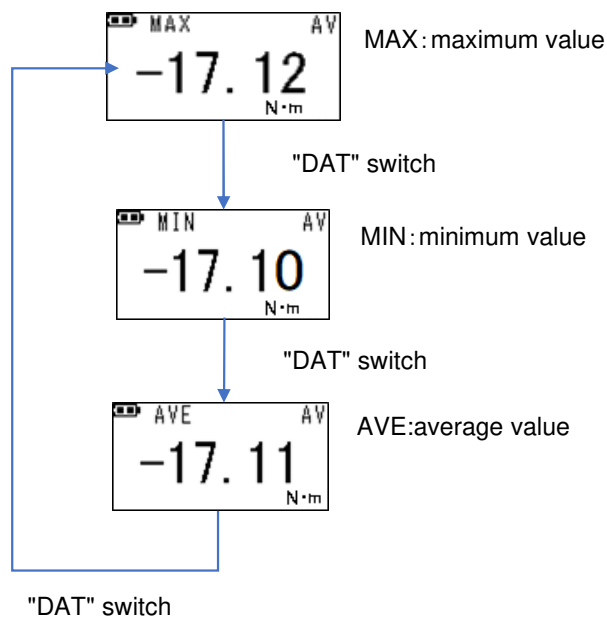 MAX AV
MAX:maximum value
-17.12
N·m
"DAT" switch
MIN AV
MIN:minimum value
-17.10
N·m
"DAT" switch
AVE AV
AVE:average value
-17.11
N·m
"DAT" switch